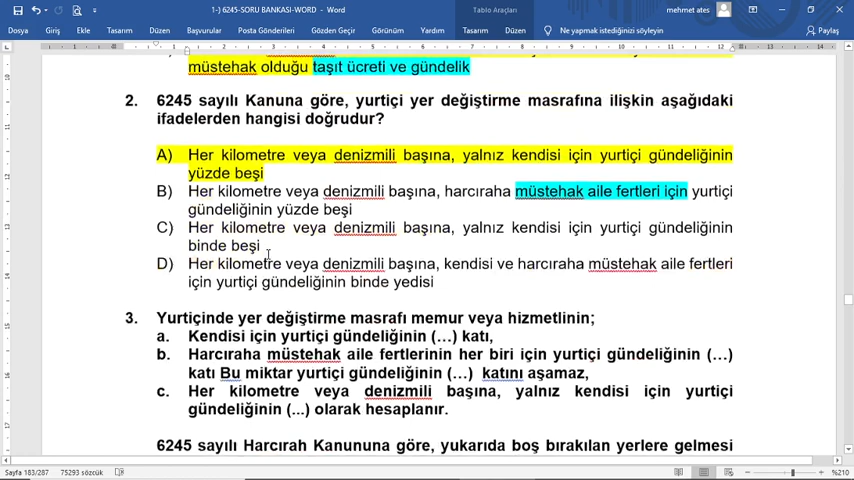 1-) 6245-SORU BANKASI-WORD - Word
Tablo Araçları
mehmet ates
Dosya Giriş Ekle Tasarım Düzen Başvurular Posta Gönderileri Gözden Geçir Görünüm Yardım Tasarım Düzen Ne yapmak istediğinizi söyleyin Paylaş
müstehak olduğu taşıt ücreti ve gündelik
2. 6245 sayılı Kanuna göre, yurtiçi yer değiştirme masrafına ilişkin aşağıdaki
ifadelerden hangisi doğrudur?
A) Her kilometre veya denizmili başına, yalnız kendisi için yurtiçi gündeliğinin
yüzde beşi
B) Her kilometre veya denizmili başına, harcıraha müstehak aile fertleri için yurtiçi
gündeliğinin yüzde beşi
C) Her kilometre veya denizmili başına, yalnız kendisi için yurtiçi gündeliğinin
binde beşi
D) Her kilometre veya denizmili başına, kendisi ve harcıraha müstehak aile fertleri
için yurtiçi gündeliğinin binde yedisi
3. Yurtiçinde yer değiştirme masrafı memur veya hizmetlinin;
a. Kendisi için yurtiçi gündeliğinin (…) katı,
b. Harcıraha müstehak aile fertlerinin her biri için yurtiçi gündeliğinin (…)
katı Bu miktar yurtiçi gündeliğinin (…) katını aşamaz,
c. Her kilometre veya denizmili başına, yalnız kendisi için yurtiçi
gündeliğinin (...) olarak hesaplanır.
6245 sayılı Harcırah Kanununa göre, yukarıda boş bırakılan yerlere gelmesi
Sayfa 183/287 75293 sözcük
%210